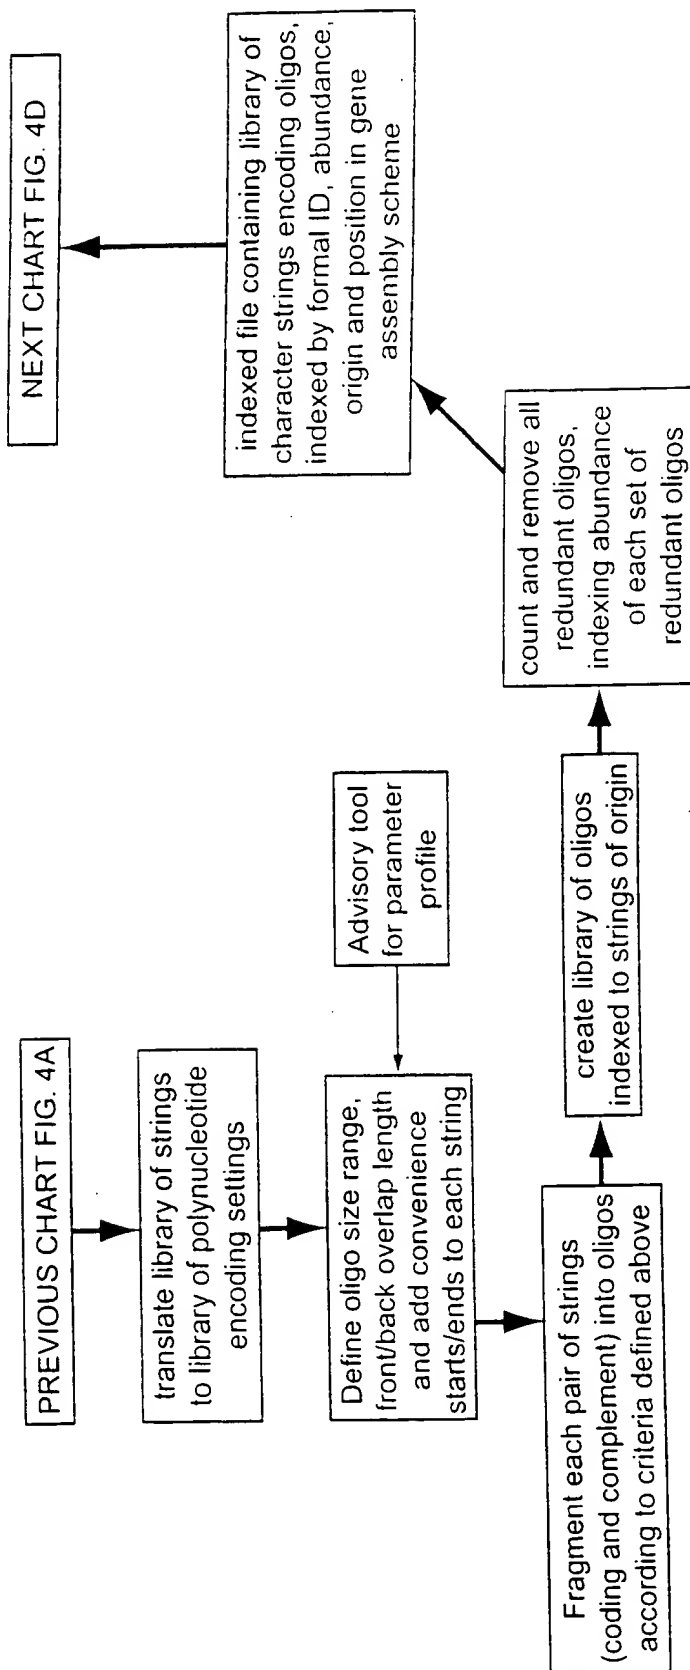 PREVIOUS CHART FIG. 4A
translate library of strings
to library of polynucleotide
encoding settings
Define oligo size range,
front/back overlap length
and add convenience
starts/ends to each string
Advisory tool
for parameter
profile
Fragment each pair of strings
(coding and complement) into oligos
according to criteria defined above
create library of oligos
indexed to strings of origin
count and remove all
redundant oligos,
indexing abundance
of each set of
redundant oligos
indexed file containing library of
character strings encoding oligos,
indexed by formal ID, abundance,
origin and position in gene
assembly scheme
NEXT CHART FIG. 4D